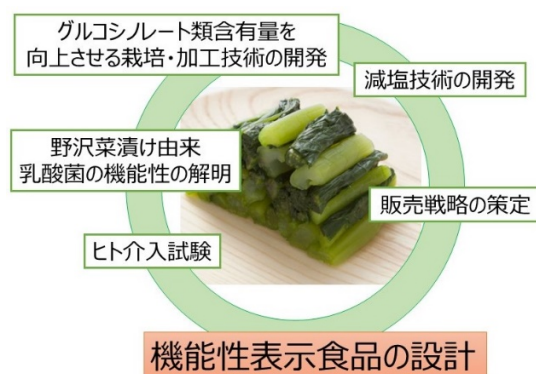 グルコシノレート類含有量を
向上させる栽培・加工技術の開発
減塩技術の開発
野沢菜漬け由来
乳酸菌の機能性の解明
販売戦略の策定
ヒト介入試験
機能性表示食品の設計